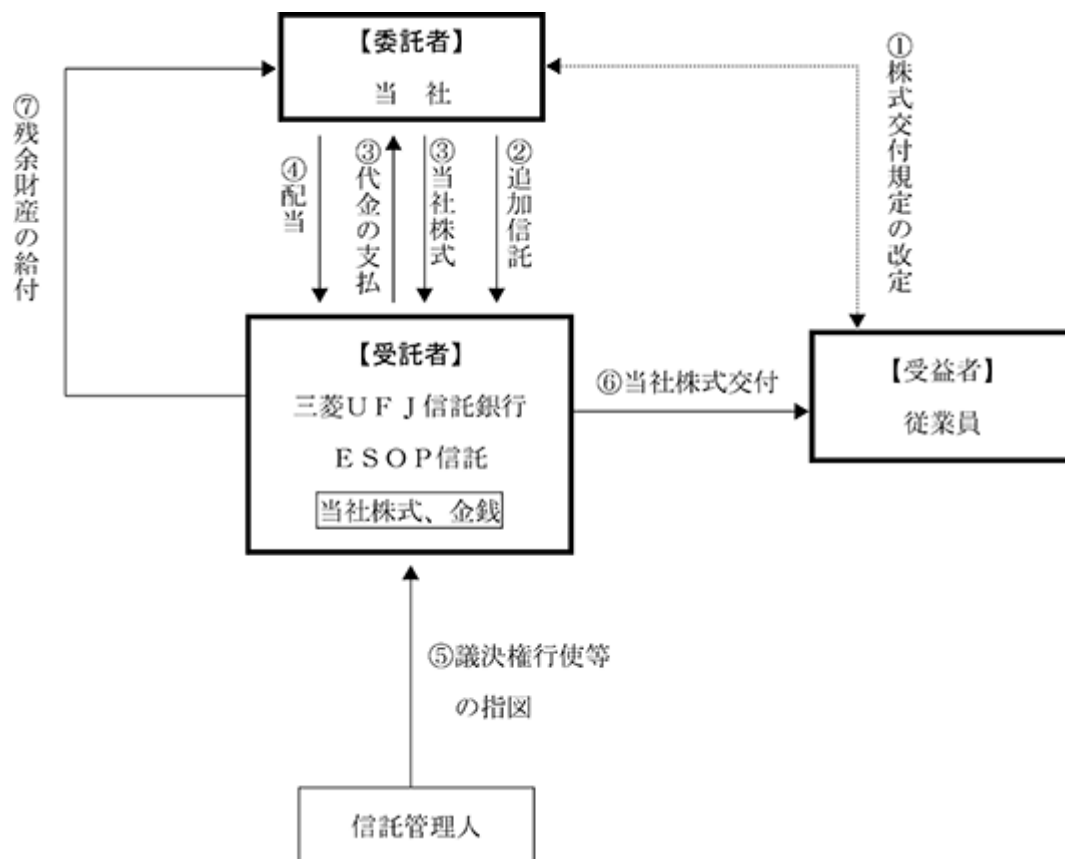 【委託者】
当 社
①株式交付規定の改定
⑦残余財産の給付
④配当
③代金の支払
③当社株式
②追加信託
【受託者】
三菱UFJ信託銀行
ESOP信託
当社株式、金銭
⑥当社株式交付
【受益者】
従業員
⑤議決権行使等
の指図
信託管理人